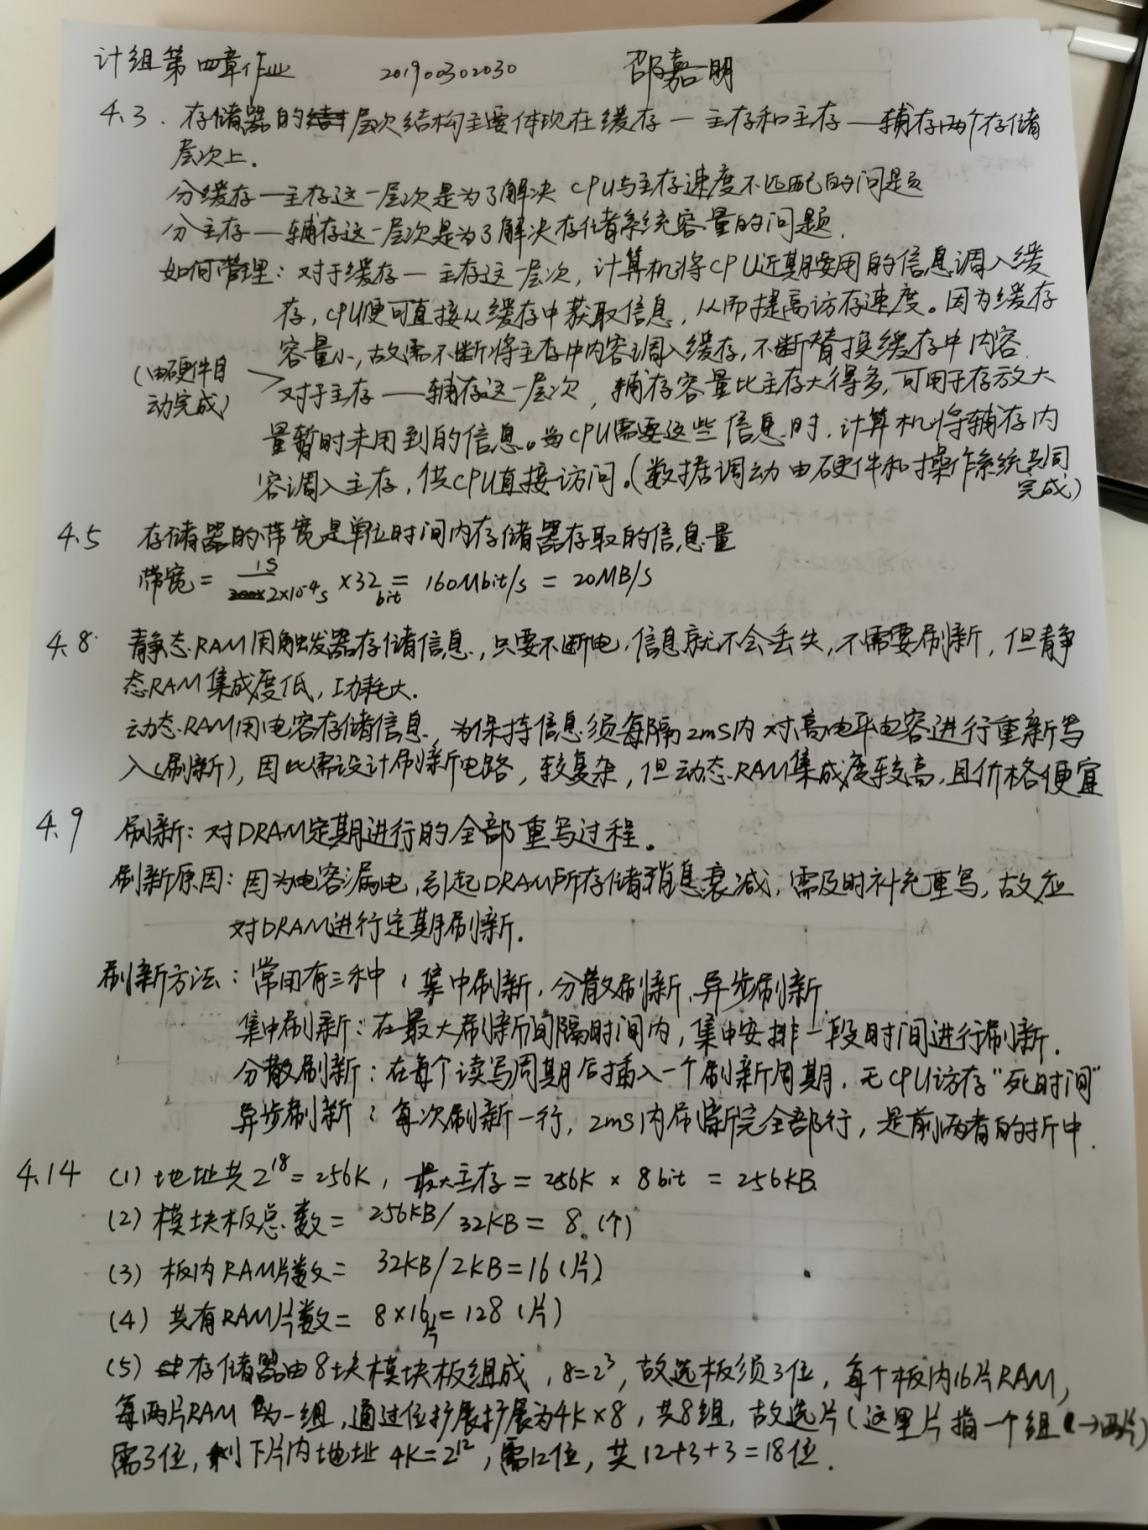 计组第四章作业 201900302030 邵嘉明
4.3. 存储器的层次结构主要体现在缓存—主存和主存—辅存两个存储
层次上.
分缓存—主存这一层次是为了解决CPU与主存速度不匹配的问题
分主存—辅存这一层次是为了解决存储系统容量的问题.
如何管理: 对于缓存—主存这一层次, 计算机将CPU近期要用的信息调入缓
存, CPU便可直接从缓存中获取信息, 从而提高访存速度。因为缓存
容量小, 故需不断将主存中内容调入缓存, 不断替换缓存中内容.
(由硬件自
动完成)
对于主存—辅存这一层次, 辅存容量比主存大得多, 可用于存放大
量暂时未用到的信息。当CPU需要这些信息时, 计算机将辅存内
容调入主存, 供CPU直接访问。(数据调动由硬件和操作系统共同
完成)
4.5 存储器的带宽是单位时间内存储器存取的信息量
带宽 = 1s/2×10⁻⁴s ×32bit = 160Mbit/s = 20MB/s
4.8 静态RAM用触发器存储信息, 只要不断电, 信息就不会丢失, 不需要刷新, 但静
态RAM集成度低, 功耗大.
动态RAM用电容存储信息, 为保持信息须每隔2ms内对高电平电容进行重新写
入(刷新), 因此需设计刷新电路, 较复杂, 但动态RAM集成度较高, 且价格便宜
4.9 刷新: 对DRAM定期进行的全部重写过程。
刷新原因: 因为电容漏电, 引起DRAM所存储消息衰减, 需及时补充重写, 故应
对DRAM进行定期刷新.
刷新方法: 常用有三种, 集中刷新, 分散刷新, 异步刷新
集中刷新: 在最大刷新间隔时间内, 集中安排一段时间进行刷新.
分散刷新: 在每个读写周期后插入一个刷新周期, 无CPU访存"死时间"
异步刷新: 每次刷新一行, 2ms内刷新完全部行, 是前两者的折中.
4.14 (1) 地址共2¹⁸=256K, 最大主存=256K × 8bit = 256KB.
(2) 模块板总数= 256KB/32KB = 8. (个)
(3) 板内RAM片数= 32KB/2KB=16(片)
(4) 共有RAM片数= 8×16片=128(片)
(5) 存储器由8块模块板组成, 8=2³, 故选板须3位, 每个板内16片RAM,
每两片RAM为一组, 通过位扩展扩展为4K×8, 共8组, 故选片(这里片指一个组(→两片)
需3位, 剩下片内地址 4K=2¹², 需12位, 共12+3+3=18位.